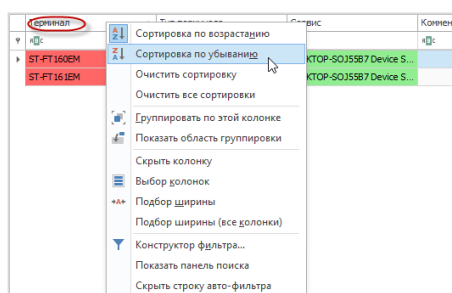 Терминал Сервис
ST-FT160EM KTOP-SOJ55B7 Device S...
ST-FT161EM KTOP-SOJ55B7 Device S...
Сортировка по возрастанию
Сортировка по убыванию
Очистить сортировку
Очистить все сортировки
Группировать по этой колонке
Показать область группировки
Скрыть колонку
Выбор колонок
Подбор ширины
Подбор ширины (все колонки)
Конструктор фильтра...
Показать панель поиска
Скрыть строку авто-фильтра